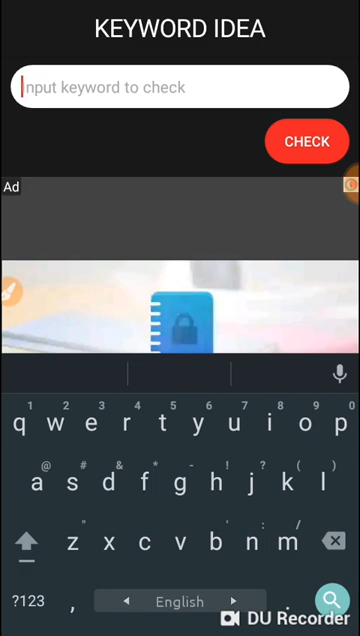 KEYWORD IDEA
Input keyword to check
CHECK
Ad
1 2 3 4 5 6 7 8 9 0
q w e r t y u i o p
@ # & * - ! ? ( )
a s d f g h j k l
" ' : /
z x c v b n m
?123 , English .
DU Recorder